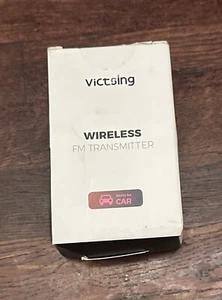 VicTsing
WIRELESS
FM TRANSMITTER
CAR